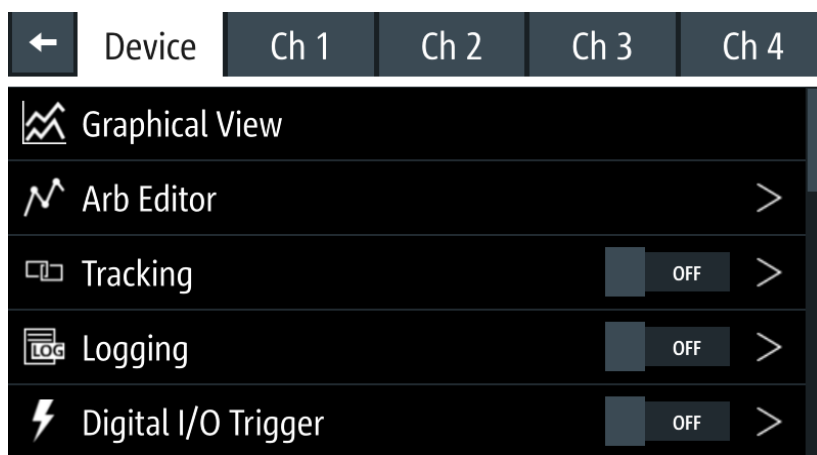 Device Ch 1 Ch 2 Ch 3 Ch 4
Graphical View
Arb Editor
Tracking OFF
LOG Logging OFF
Digital I/O Trigger OFF